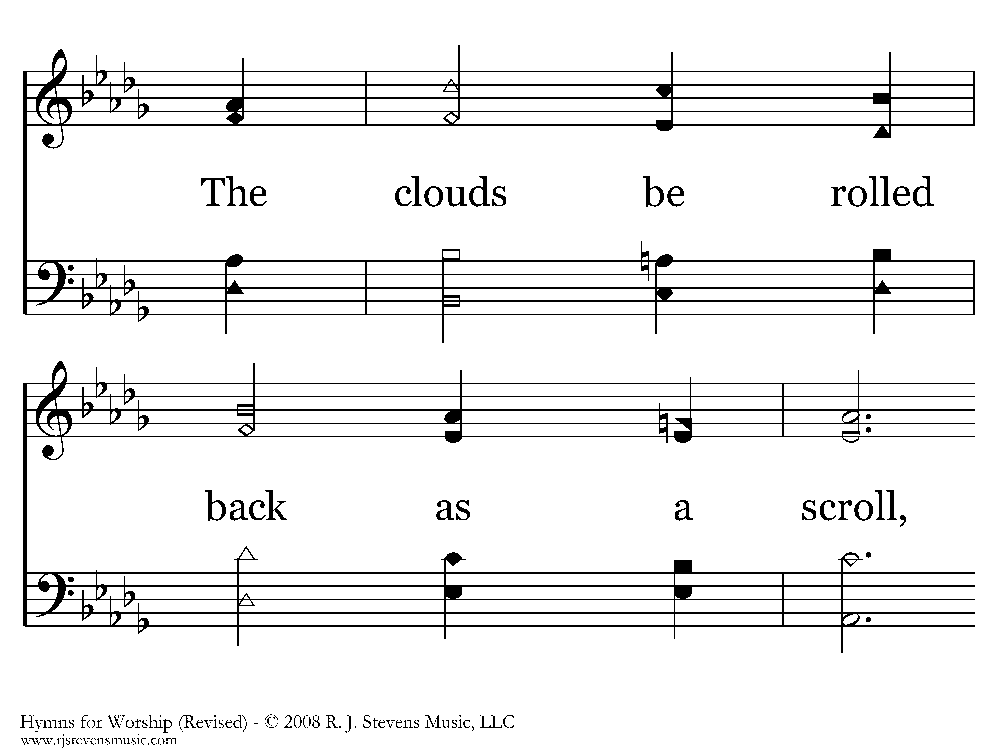 The clouds be rolled
back as a scroll,
Hymns for Worship (Revised) - © 2008 R. J. Stevens Music, LLC
www.rjstevensmusic.com